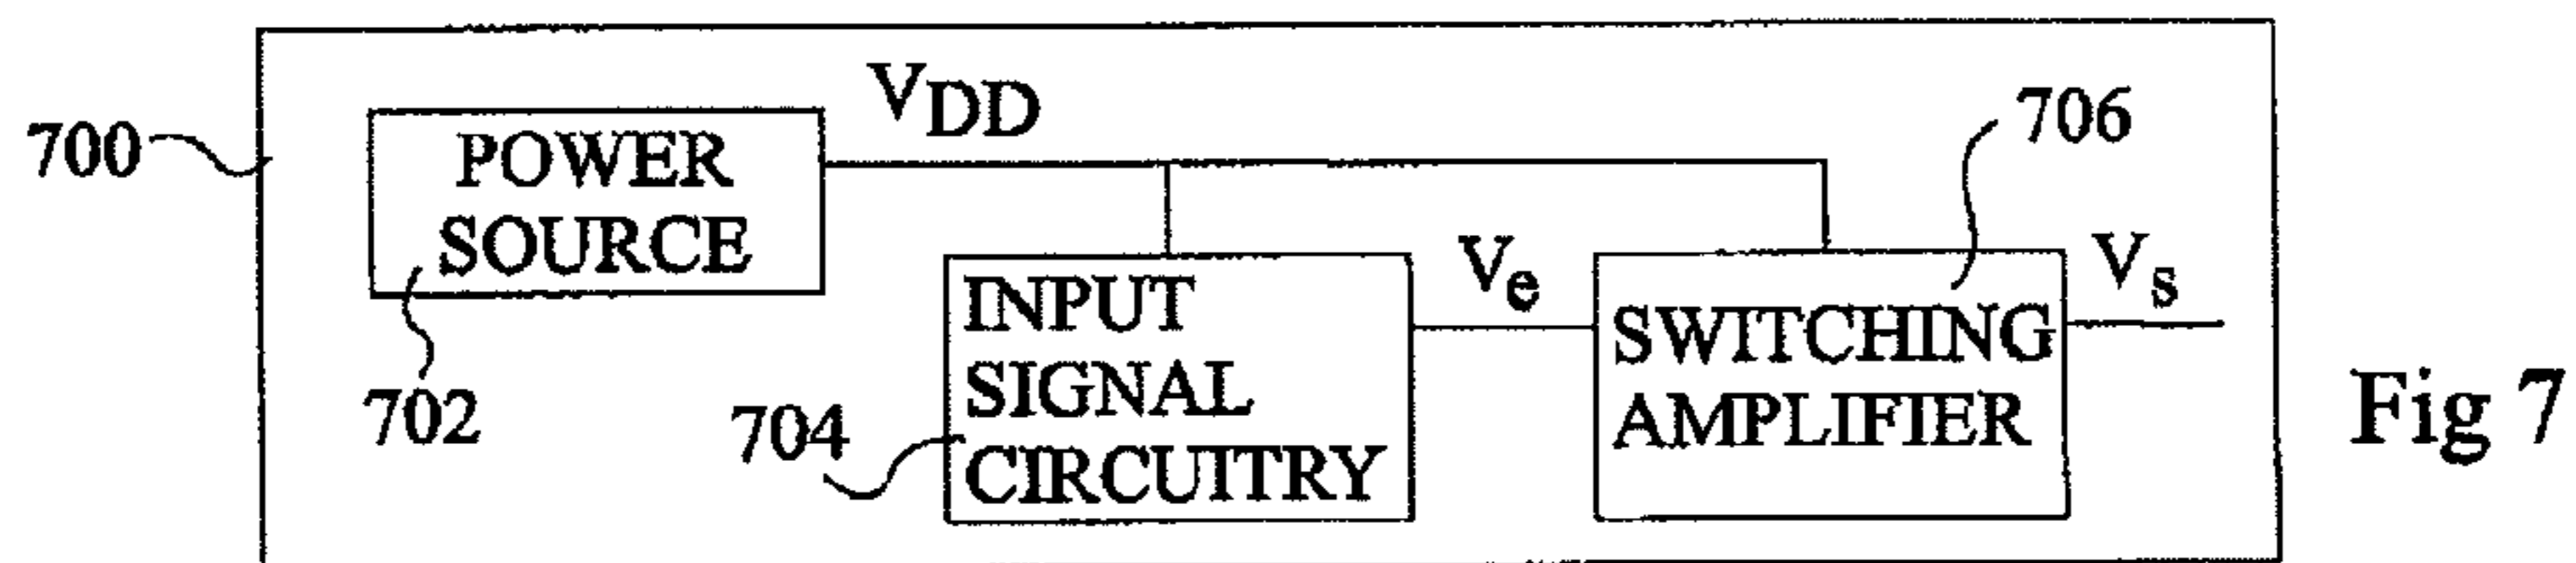 700
POWER
SOURCE
702
VDD
INPUT
SIGNAL
CIRCUITRY
704
Ve
706
SWITCHING
AMPLIFIER
Vs
Fig 7